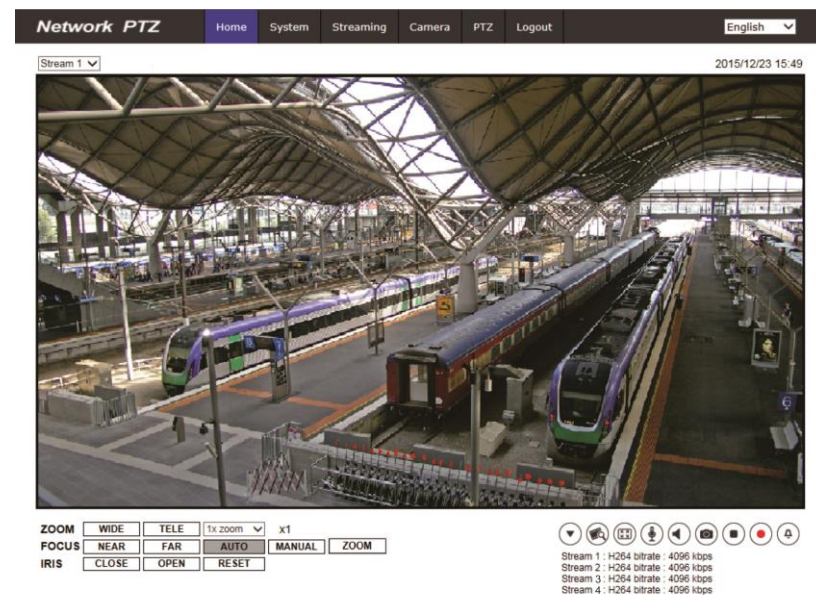 Network PTZ Home System Streaming Camera PTZ Logout English
Stream 1 2015/12/23 15:49
6
ZOOM WIDE TELE 1x zoom x1
FOCUS NEAR FAR AUTO MANUAL ZOOM
IRIS CLOSE OPEN RESET
Stream 1 : H264 bitrate : 4096 kbps
Stream 2 : H264 bitrate : 4096 kbps
Stream 3 : H264 bitrate : 4096 kbps
Stream 4 : H264 bitrate : 4096 kbps